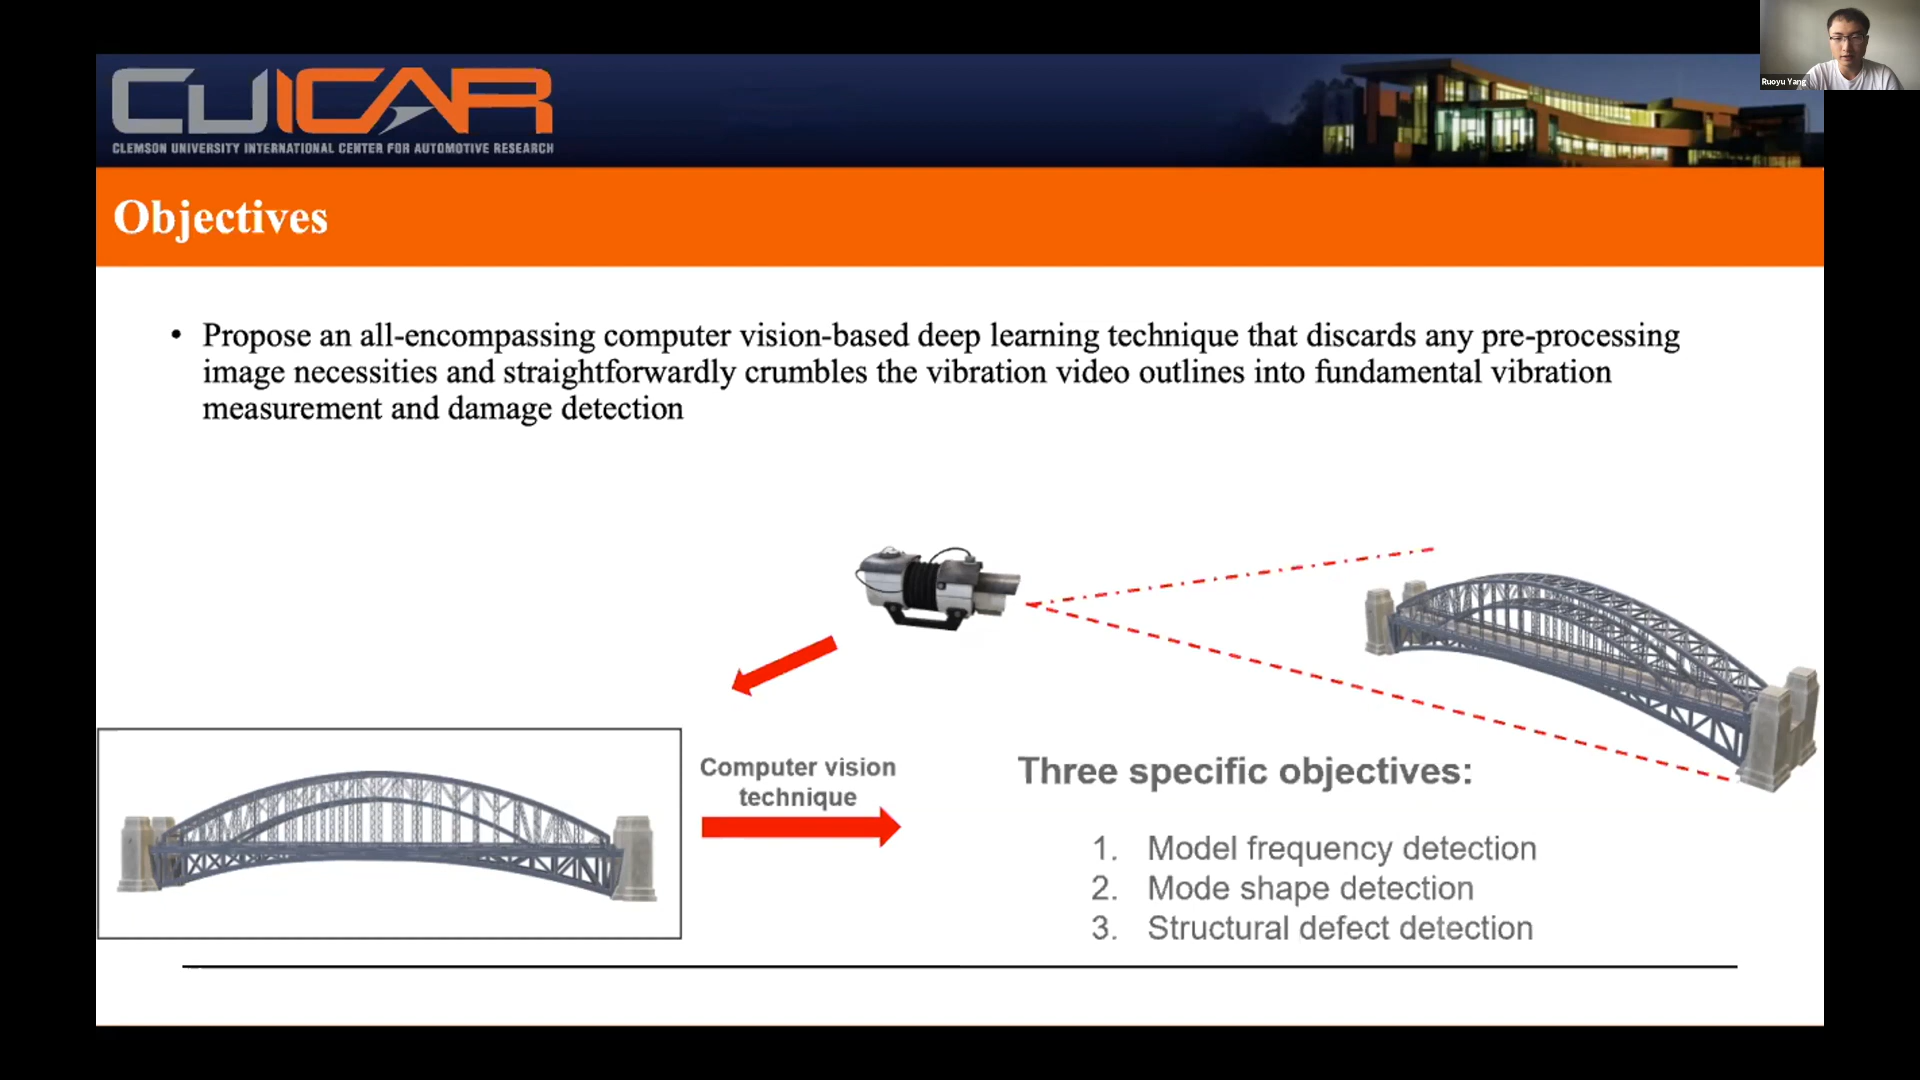 CUICAR
CLEMSON UNIVERSITY INTERNATIONAL CENTER FOR AUTOMOTIVE RESEARCH
Ruoyu Yang
Objectives
• Propose an all-encompassing computer vision-based deep learning technique that discards any pre-processing
image necessities and straightforwardly crumbles the vibration video outlines into fundamental vibration
measurement and damage detection
Computer vision
technique
Three specific objectives:
1. Model frequency detection
2. Mode shape detection
3. Structural defect detection